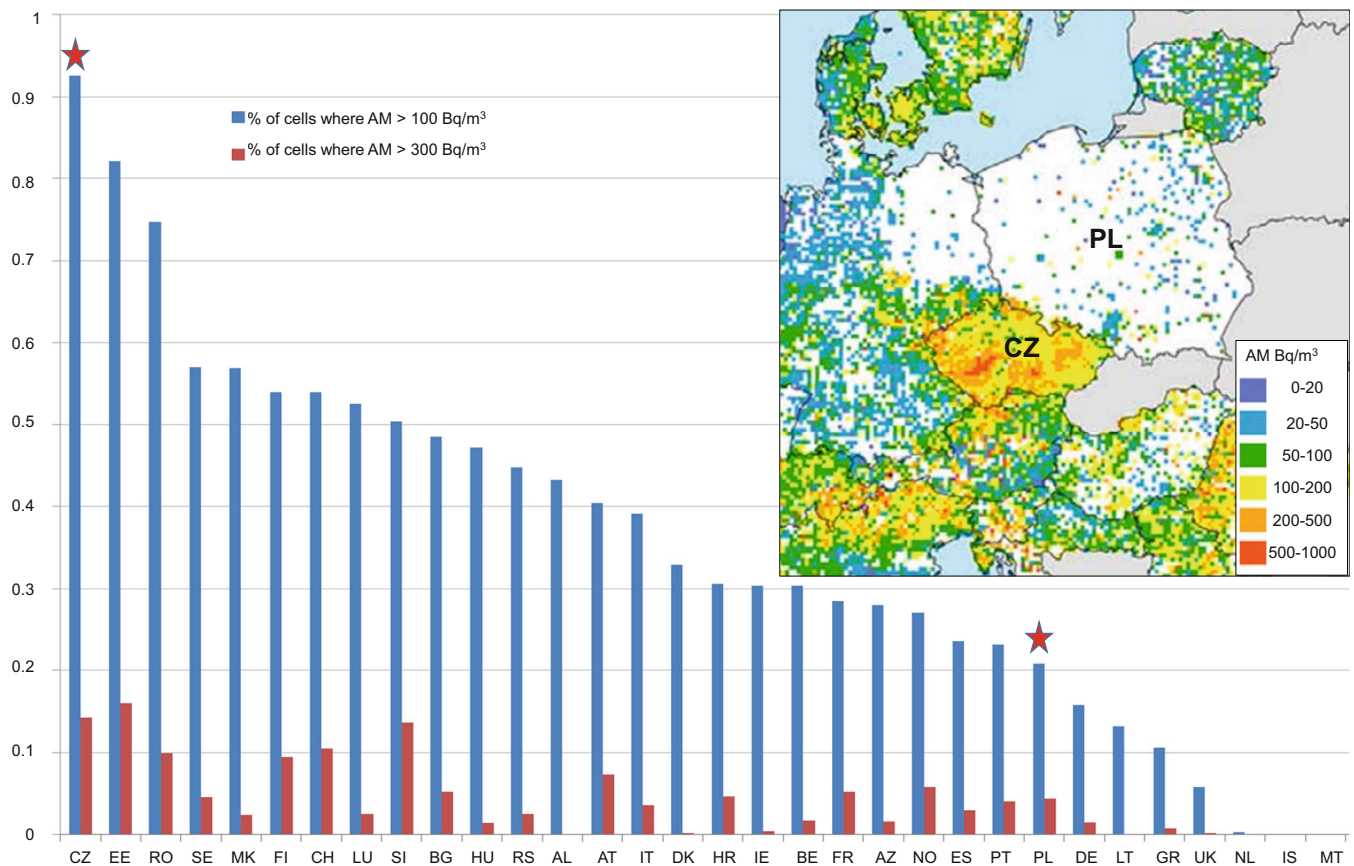 1
0.9
0.8
0.7
0.6
0.5
0.4
0.3
0.2
0.1
0
% of cells where AM > 100 Bq/m³
% of cells where AM > 300 Bq/m³
PL
CZ
AM Bq/m³
0-20
20-50
50-100
100-200
200-500
500-1000
CZ EE RO SE MK FI CH LU SI BG HU RS AL AT IT DK HR IE BE FR AZ NO ES PT PL DE LT GR UK NL IS MT